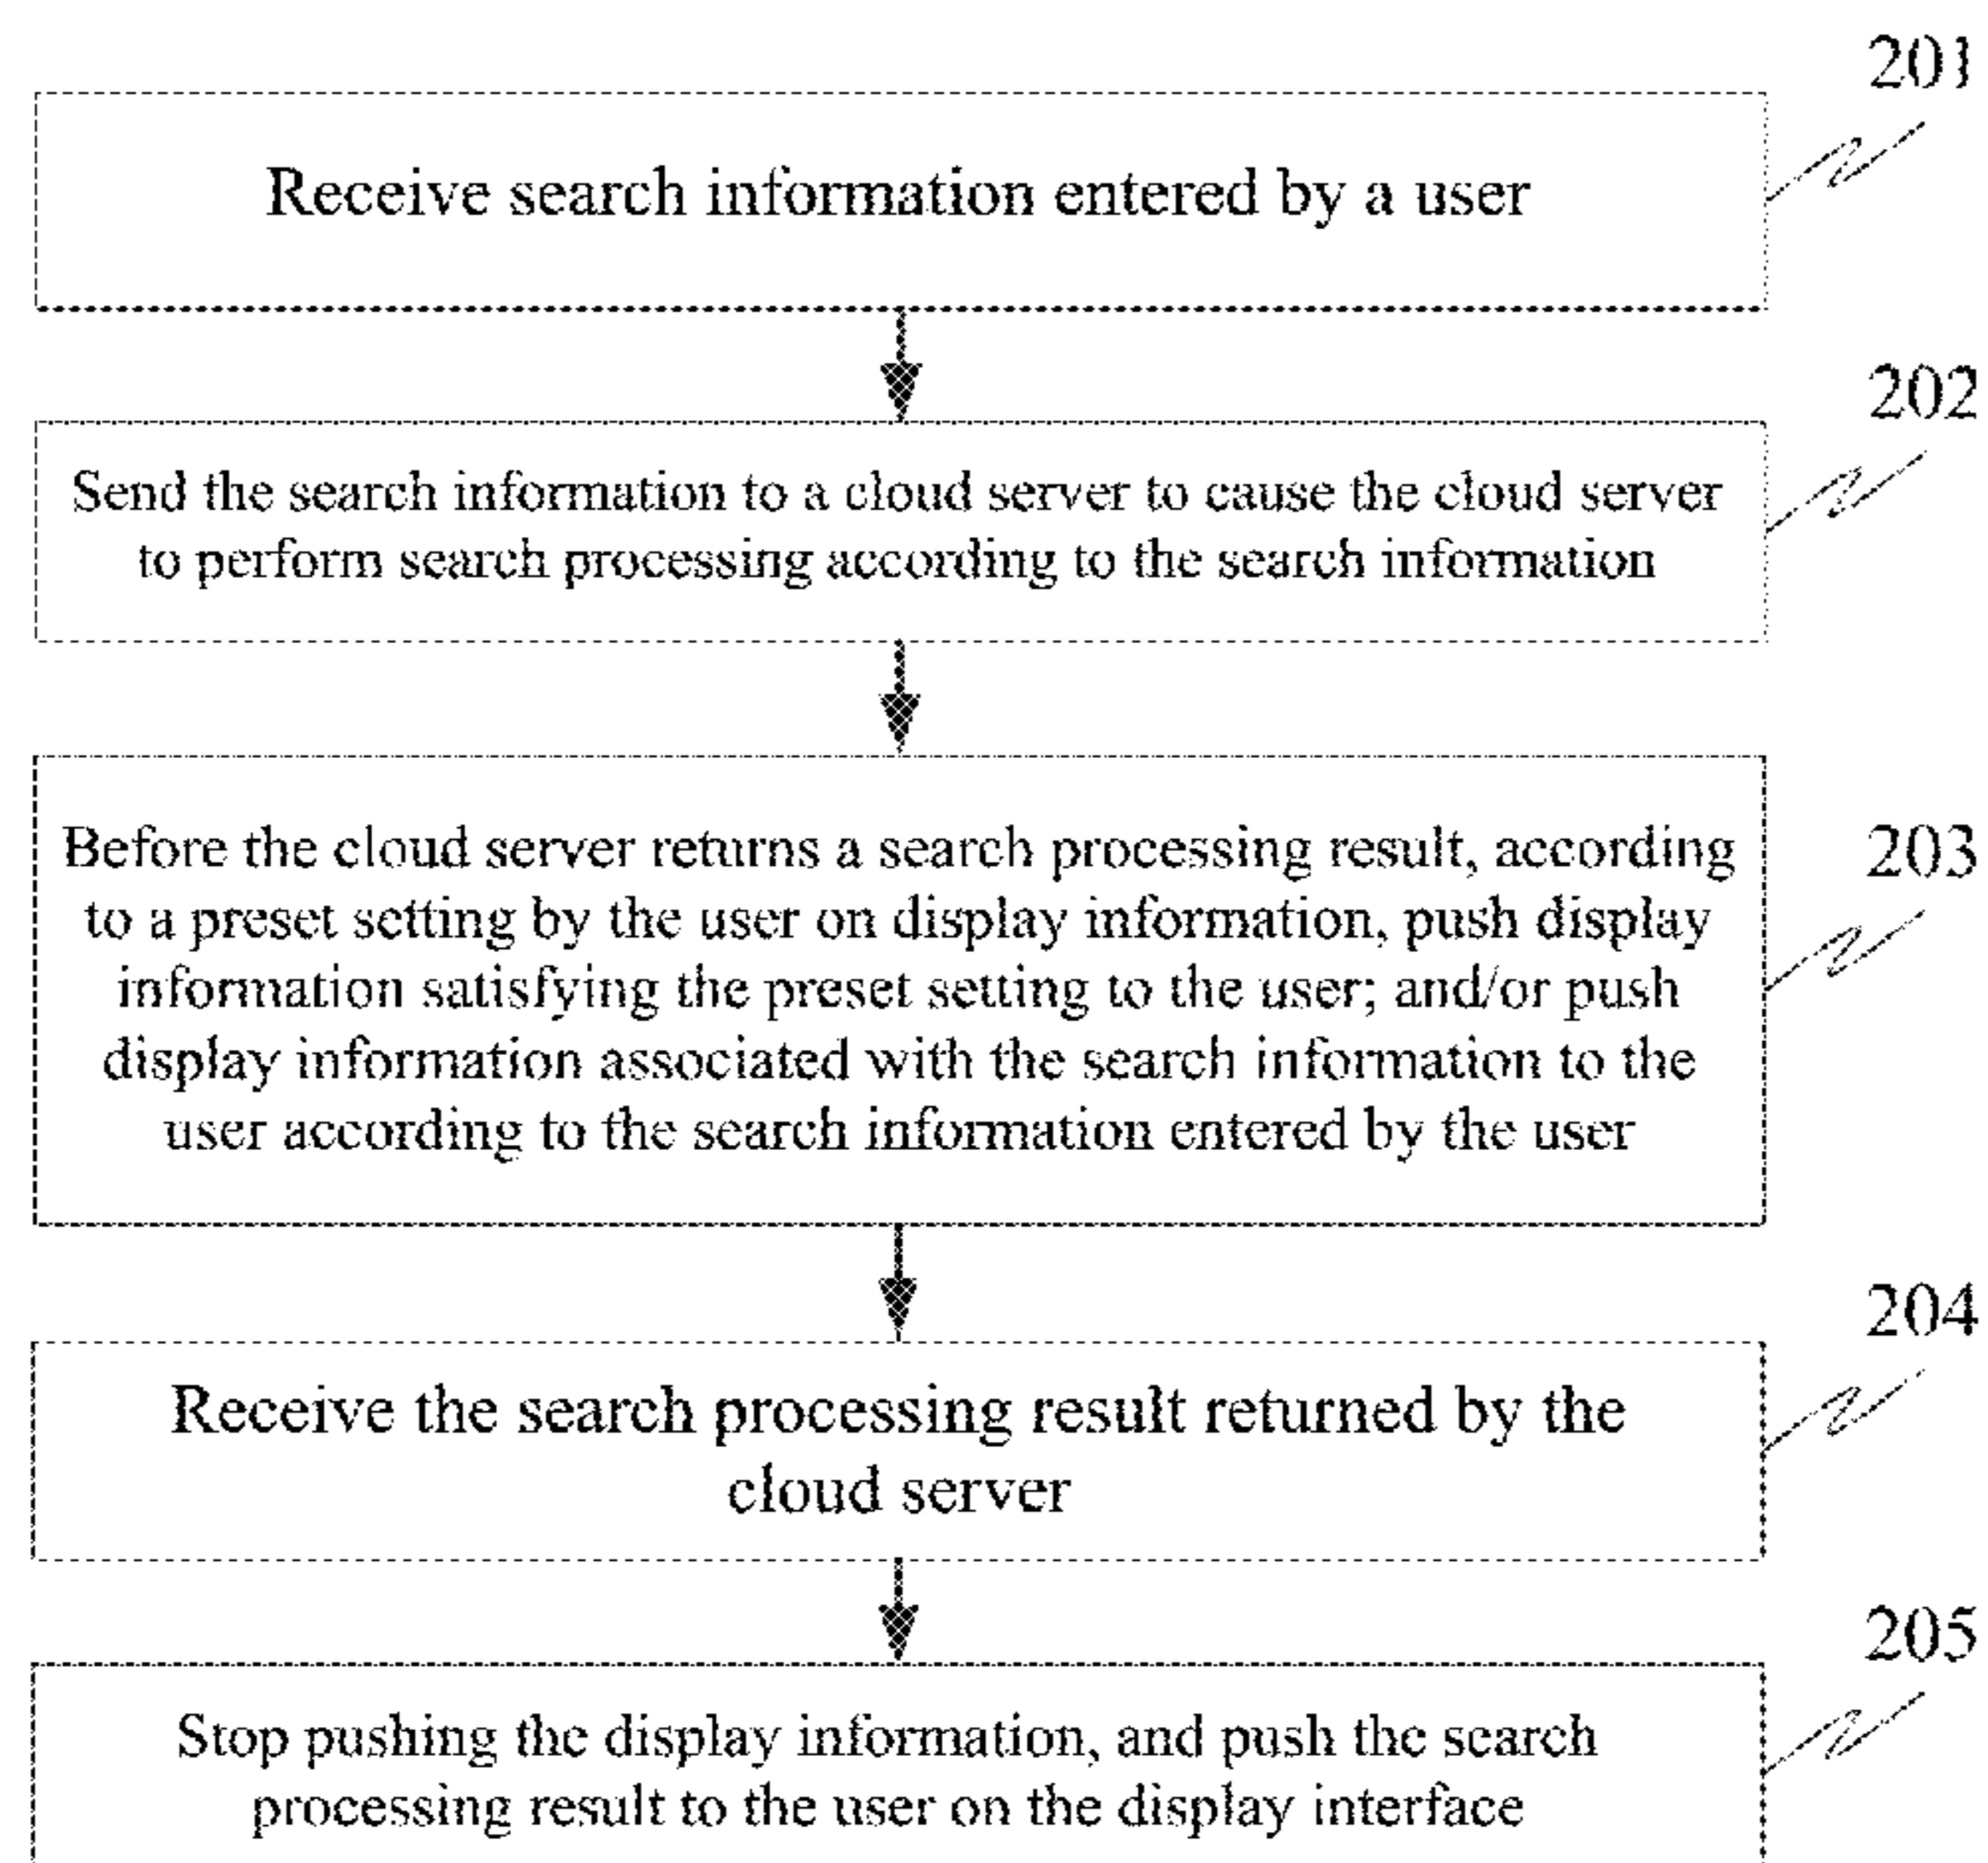 201
Receive search information entered by a user
202
Send the search information to a cloud server to cause the cloud server
to perform search processing according to the search information
203
Before the cloud server returns a search processing result, according
to a preset setting by the user on display information, push display
information satisfying the preset setting to the user; and/or push
display information associated with the search information to the
user according to the search information entered by the user
204
Receive the search processing result returned by the
cloud server
205
Stop pushing the display information, and push the search
processing result to the user on the display interface